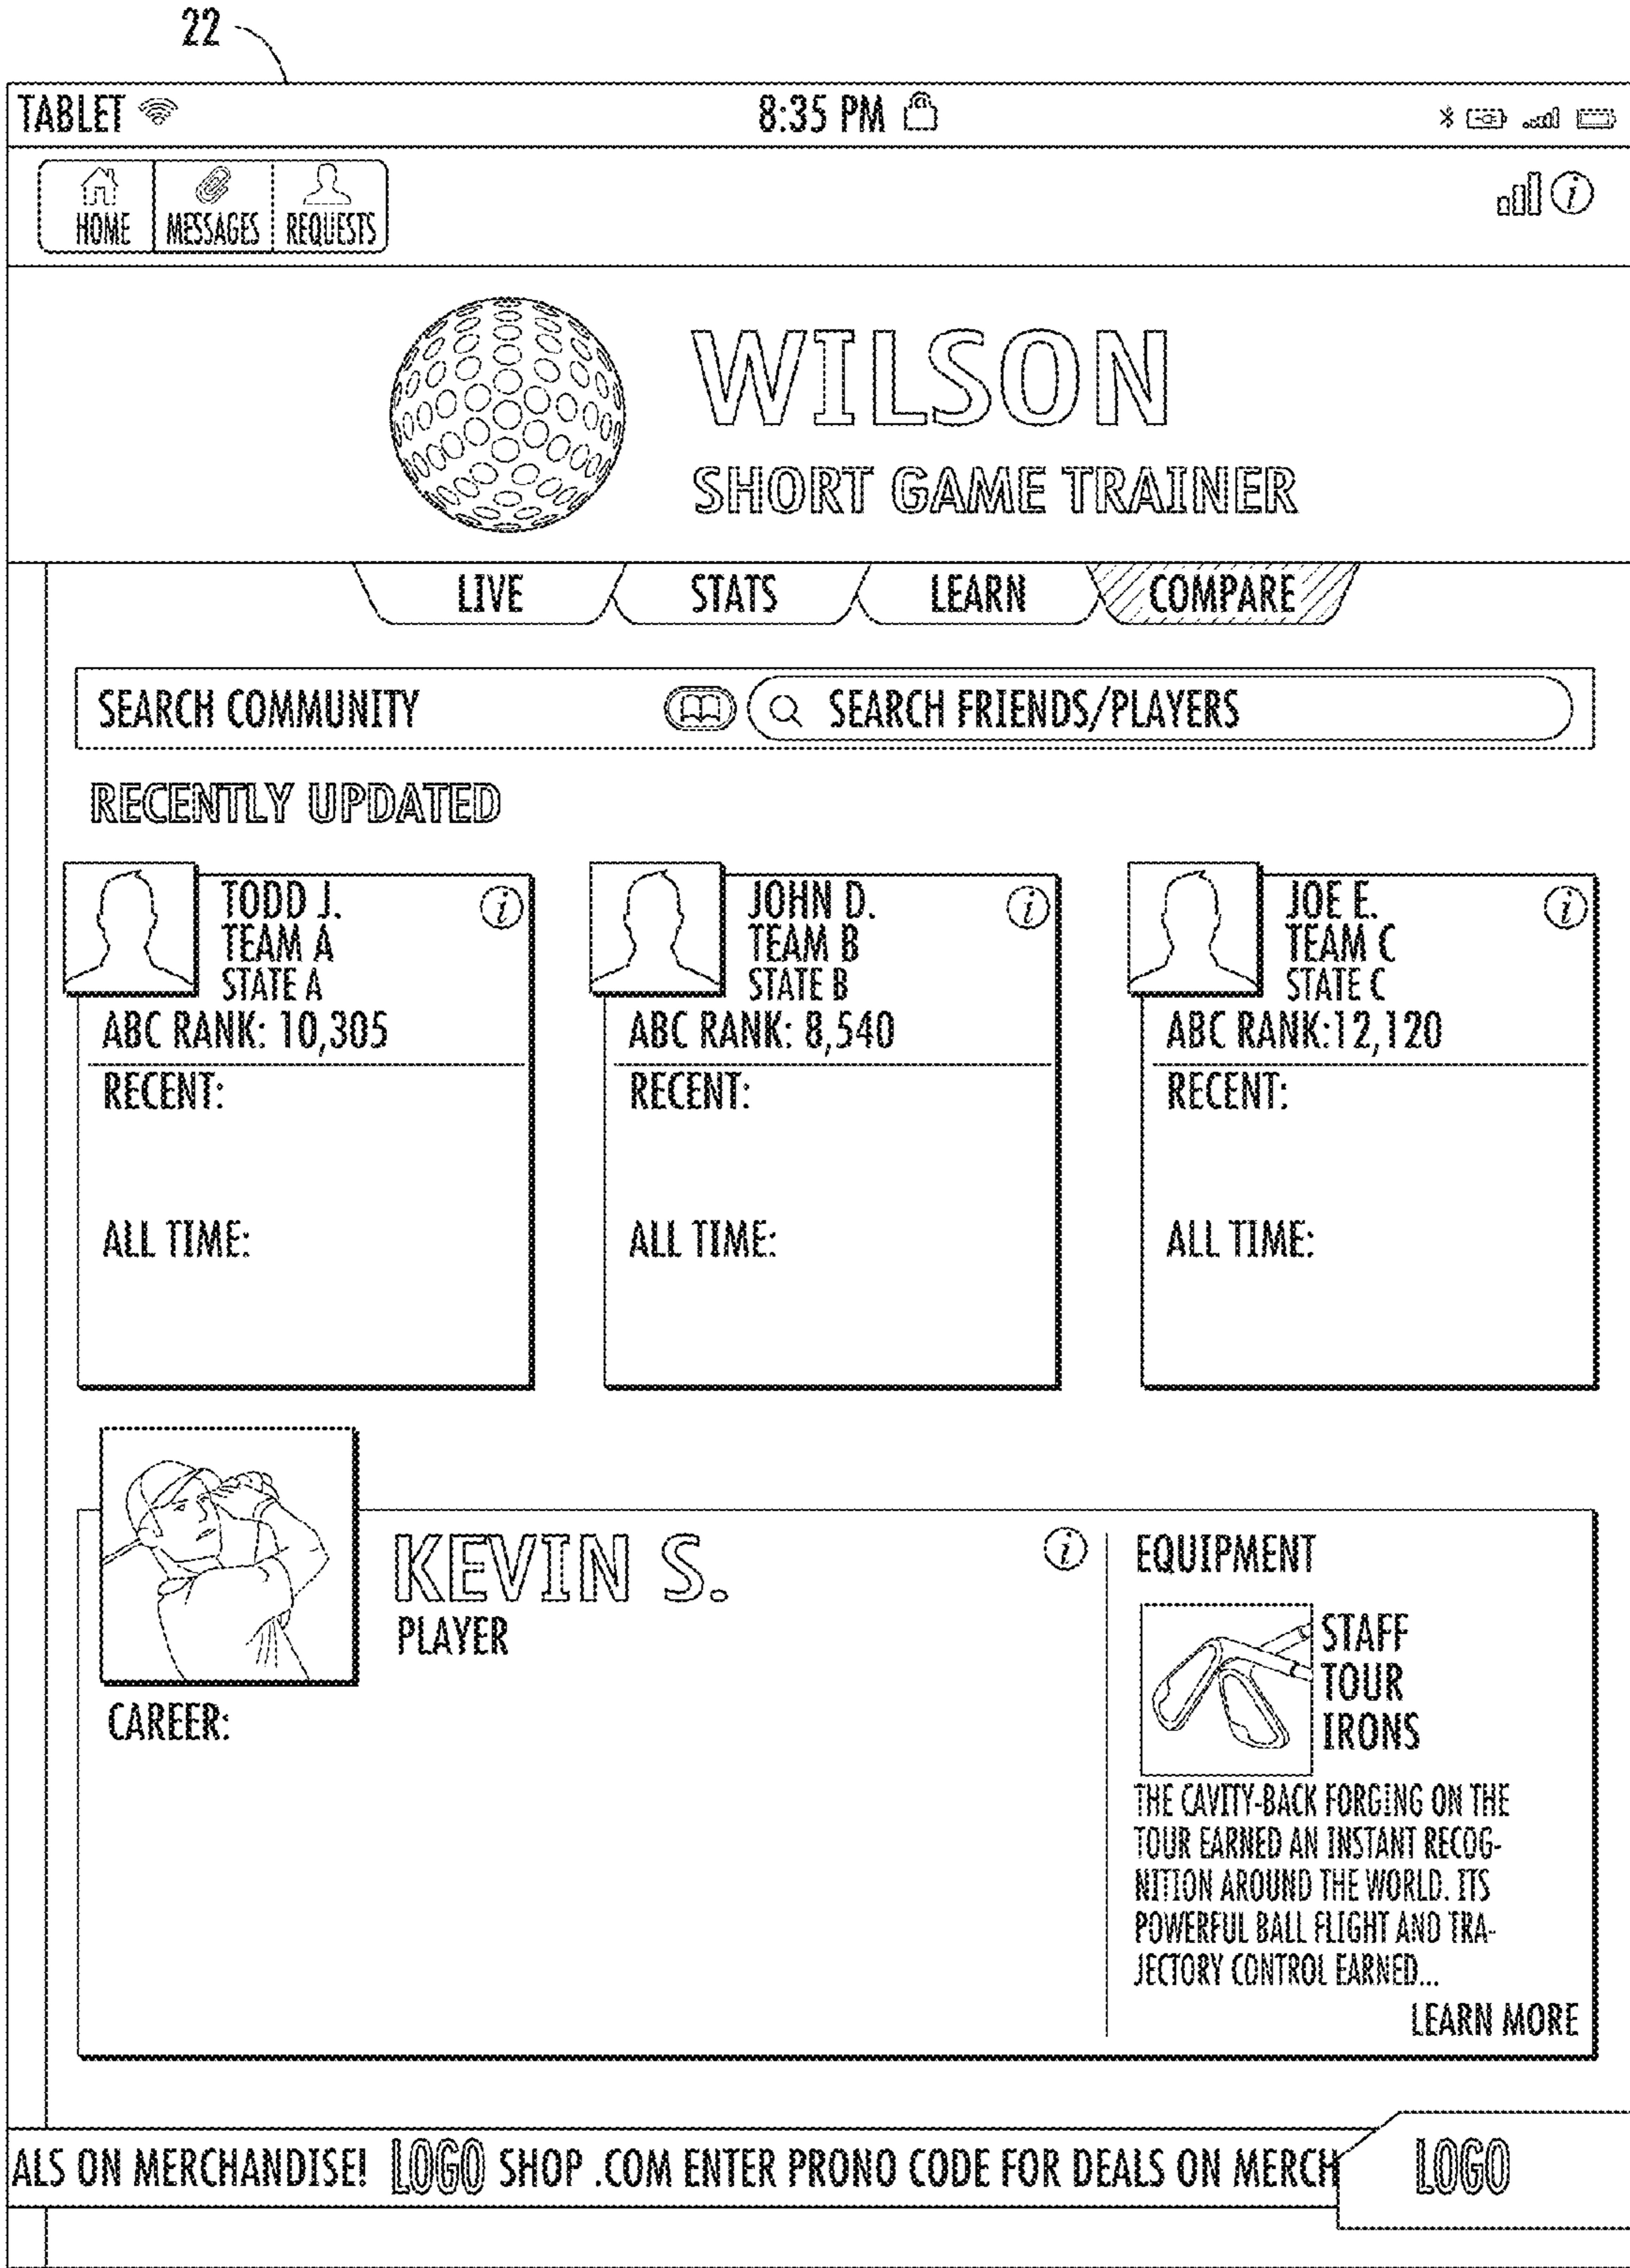 22
TABLET 8:35 PM
HOME MESSAGES REQUESTS i
WILSON
SHORT GAME TRAINER
LIVE STATS LEARN COMPARE
SEARCH COMMUNITY SEARCH FRIENDS/PLAYERS
RECENTLY UPDATED
TODD J. i
TEAM A
STATE A
ABC RANK: 10,305
RECENT:
ALL TIME:
JOHN D. i
TEAM B
STATE B
ABC RANK: 8,540
RECENT:
ALL TIME:
JOE E. i
TEAM C
STATE C
ABC RANK:12,120
RECENT:
ALL TIME:
KEVIN S. i
PLAYER
CAREER:
EQUIPMENT
STAFF
TOUR
IRONS
THE CAVITY-BACK FORGING ON THE
TOUR EARNED AN INSTANT RECOG-
NITION AROUND THE WORLD. ITS
POWERFUL BALL FLIGHT AND TRA-
JECTORY CONTROL EARNED...
LEARN MORE
ALS ON MERCHANDISE! LOGO SHOP .COM ENTER PRONO CODE FOR DEALS ON MERCH LOGO